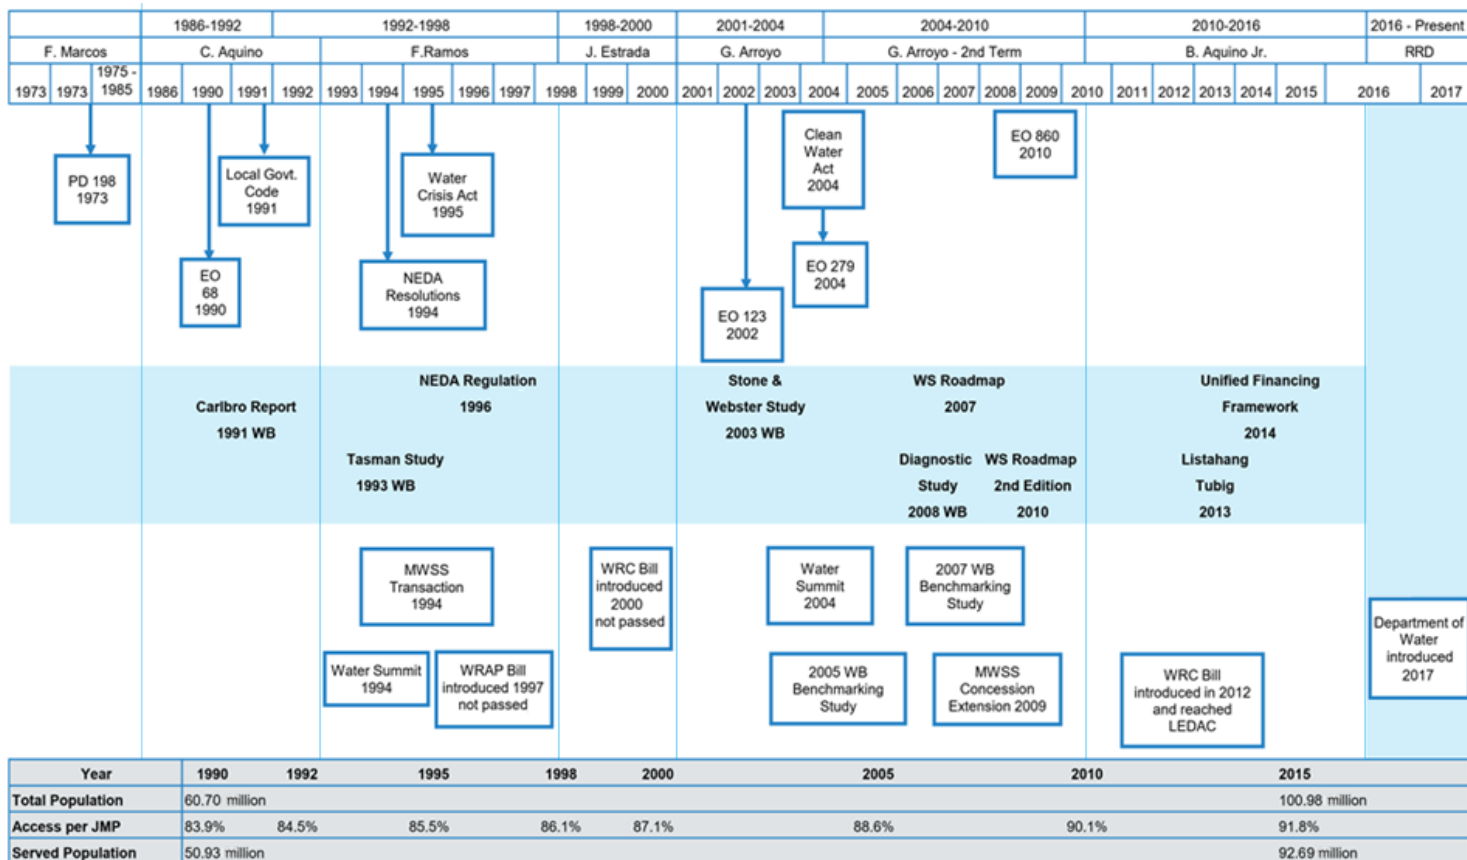 1986-1992 1992-1998 1998-2000 2001-2004 2004-2010 2010-2016 2016 - Present
F. Marcos C. Aquino F.Ramos J. Estrada G. Arroyo G. Arroyo - 2nd Term B. Aquino Jr. RRD
1973 1973 1975 - 1985 1986 1990 1991 1992 1993 1994 1995 1996 1997 1998 1999 2000 2001 2002 2003 2004 2005 2006 2007 2008 2009 2010 2011 2012 2013 2014 2015 2016 2017
PD 198
1973
Local Govt.
Code
1991
EO
68
1990
Water
Crisis Act
1995
NEDA
Resolutions
1994
EO 123
2002
Clean
Water
Act
2004
EO 279
2004
EO 860
2010
Carlbro Report
1991 WB
NEDA Regulation
1996
Tasman Study
1993 WB
Stone &
Webster Study
2003 WB
WS Roadmap
2007
Diagnostic
Study
2008 WB
WS Roadmap
2nd Edition
2010
Unified Financing
Framework
2014
Listahang
Tubig
2013
MWSS
Transaction
1994
Water Summit
1994
WRAP Bill
introduced 1997
not passed
WRC Bill
introduced
2000
not passed
Water
Summit
2004
2005 WB
Benchmarking
Study
2007 WB
Benchmarking
Study
MWSS
Concession
Extension 2009
WRC Bill
introduced in 2012
and reached
LEDAC
Department of
Water
introduced
2017
Year 1990 1992 1995 1998 2000 2005 2010 2015
Total Population 60.70 million 100.98 million
Access per JMP 83.9% 84.5% 85.5% 86.1% 87.1% 88.6% 90.1% 91.8%
Served Population 50.93 million 92.69 million